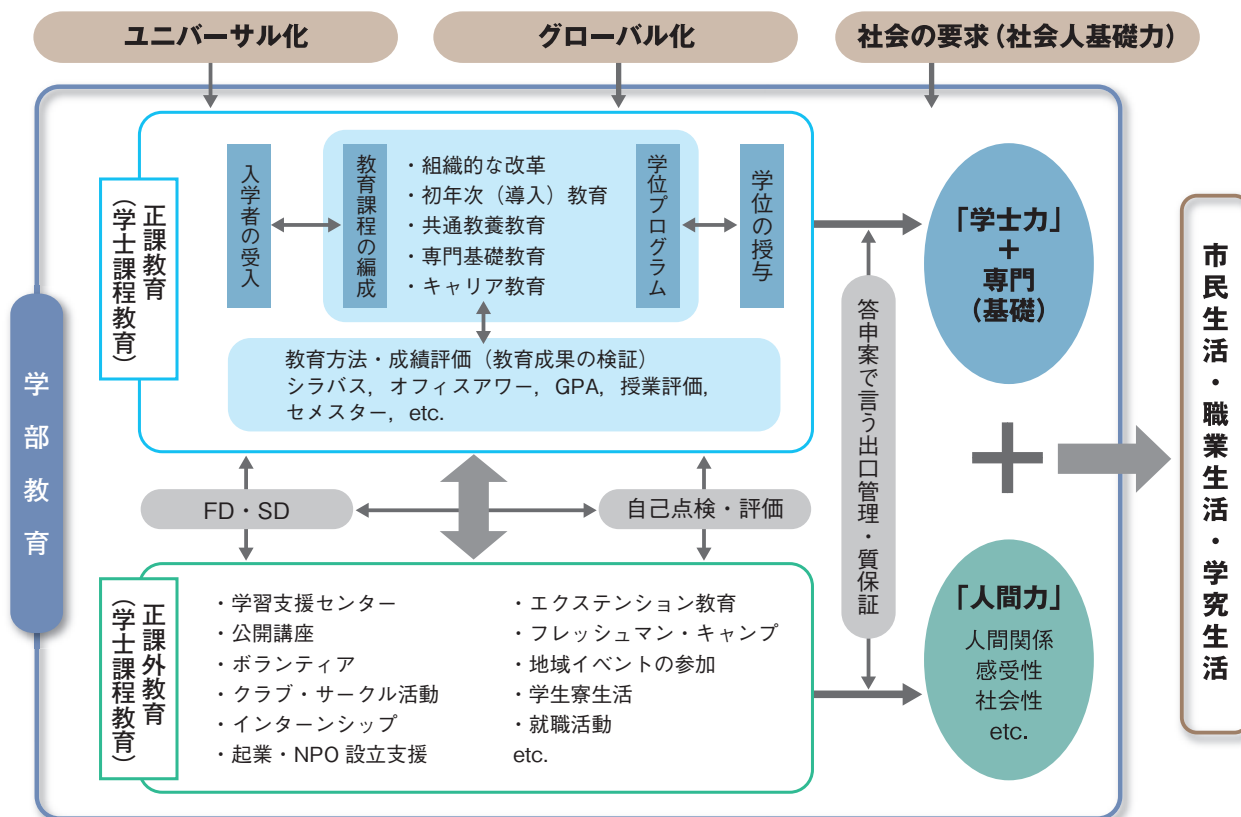 ユニバーサル化
グローバル化
社会の要求(社会人基礎力)
学部教育
正課教育
(学士課程教育)
入学者の受入
教育課程の編成
・組織的な改革
・初年次(導入)教育
・共通教養教育
・専門基礎教育
・キャリア教育
学位プログラム
学位の授与
教育方法・成績評価(教育成果の検証)
シラバス,オフィスアワー,GPA,授業評価,
セメスター,etc.
FD・SD
自己点検・評価
正課外教育
(学士課程教育)
・学習支援センター
・公開講座
・ボランティア
・クラブ・サークル活動
・インターンシップ
・起業・NPO 設立支援
・エクステンション教育
・フレッシュマン・キャンプ
・地域イベントの参加
・学生寮生活
・就職活動
etc.
答申案で言う出口管理・質保証
「学士力」
+
専門
(基礎)
+
「人間力」
人間関係
感受性
社会性
etc.
市民生活・職業生活・学究生活